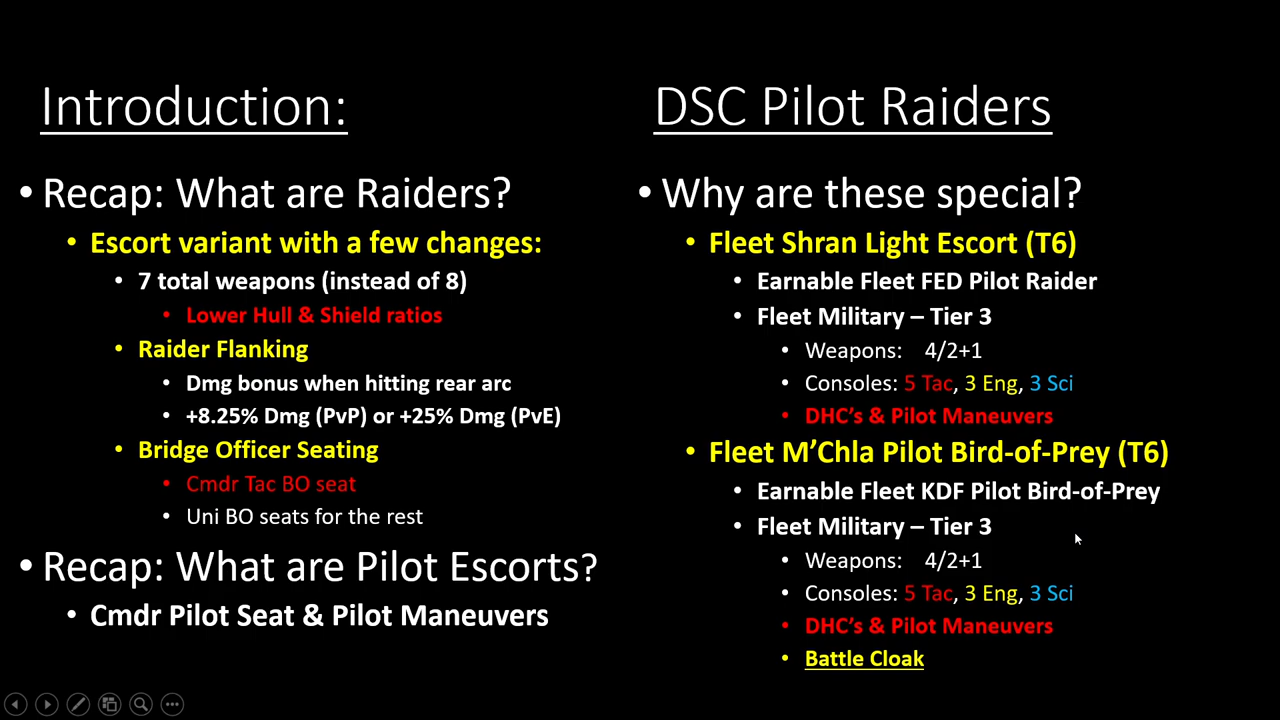 Introduction:
• Recap: What are Raiders?
• Escort variant with a few changes:
• 7 total weapons (instead of 8)
• Lower Hull & Shield ratios
• Raider Flanking
• Dmg bonus when hitting rear arc
• +8.25% Dmg (PvP) or +25% Dmg (PvE)
• Bridge Officer Seating
• Cmdr Tac BO seat
• Uni BO seats for the rest
• Recap: What are Pilot Escorts?
• Cmdr Pilot Seat & Pilot Maneuvers
DSC Pilot Raiders
• Why are these special?
• Fleet Shran Light Escort (T6)
• Earnable Fleet FED Pilot Raider
• Fleet Military – Tier 3
• Weapons: 4/2+1
• Consoles: 5 Tac, 3 Eng, 3 Sci
• DHC's & Pilot Maneuvers
• Fleet M’Chla Pilot Bird-of-Prey (T6)
• Earnable Fleet KDF Pilot Bird-of-Prey
• Fleet Military – Tier 3
• Weapons: 4/2+1
• Consoles: 5 Tac, 3 Eng, 3 Sci
• DHC's & Pilot Maneuvers
• Battle Cloak